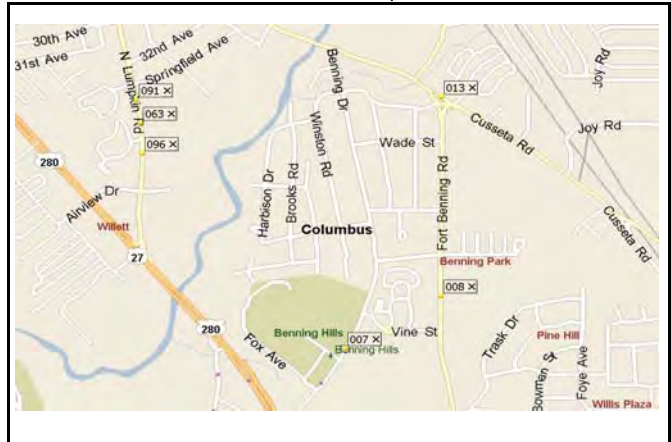 30th Ave
31st Ave
32nd Ave
N Lumpkin Rd
Springfield Ave
091 ×
063 ×
096 ×
280
Airview Dr
Willett
27
Benning Dr
Winston Rd
Brooks Rd
Harbison Dr
Wade St
013 ×
Cusseta Rd
Joy Rd
Joy Rd
Cusseta Rd
Fort Benning Rd
Columbus
Benning Park
008 ×
280
Fox Ave
Benning Hills
Benning Hills
007 ×
Vine St
Trask Dr
Pine Hill
Bowman St
Foye Ave
Willis Plaza